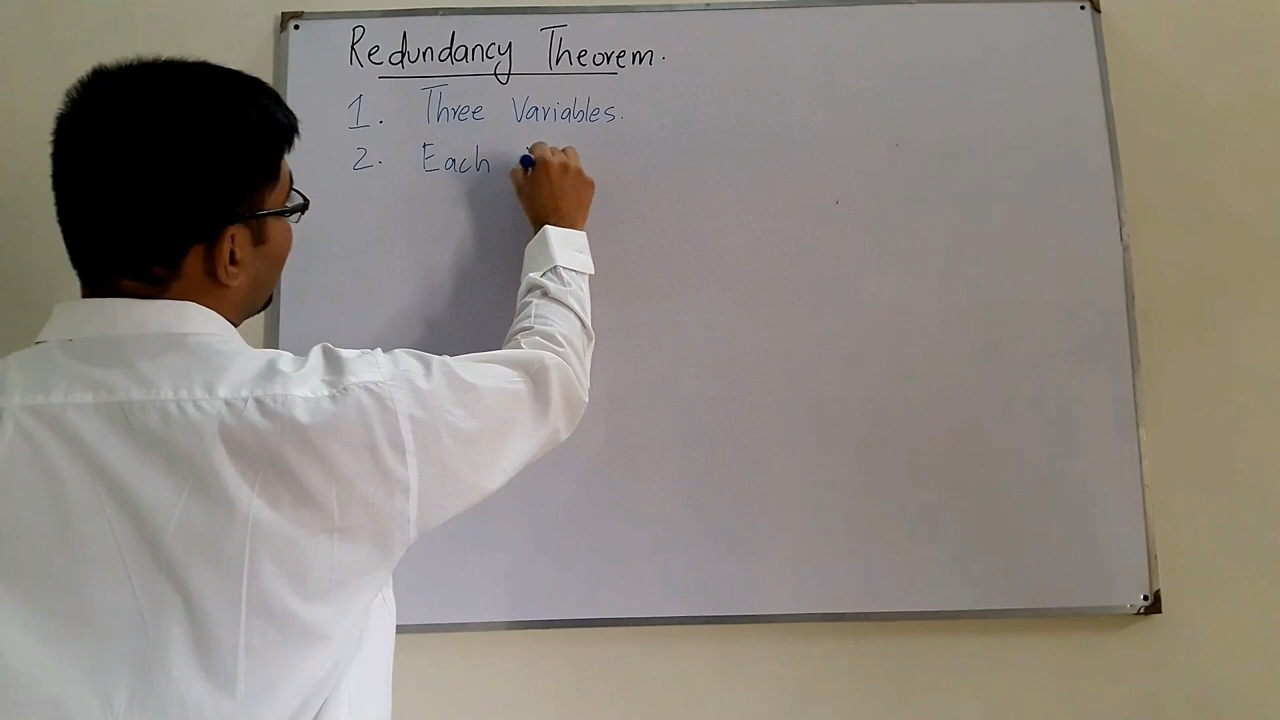 Redundancy Theorem.
1. Three Variables.
2. Each